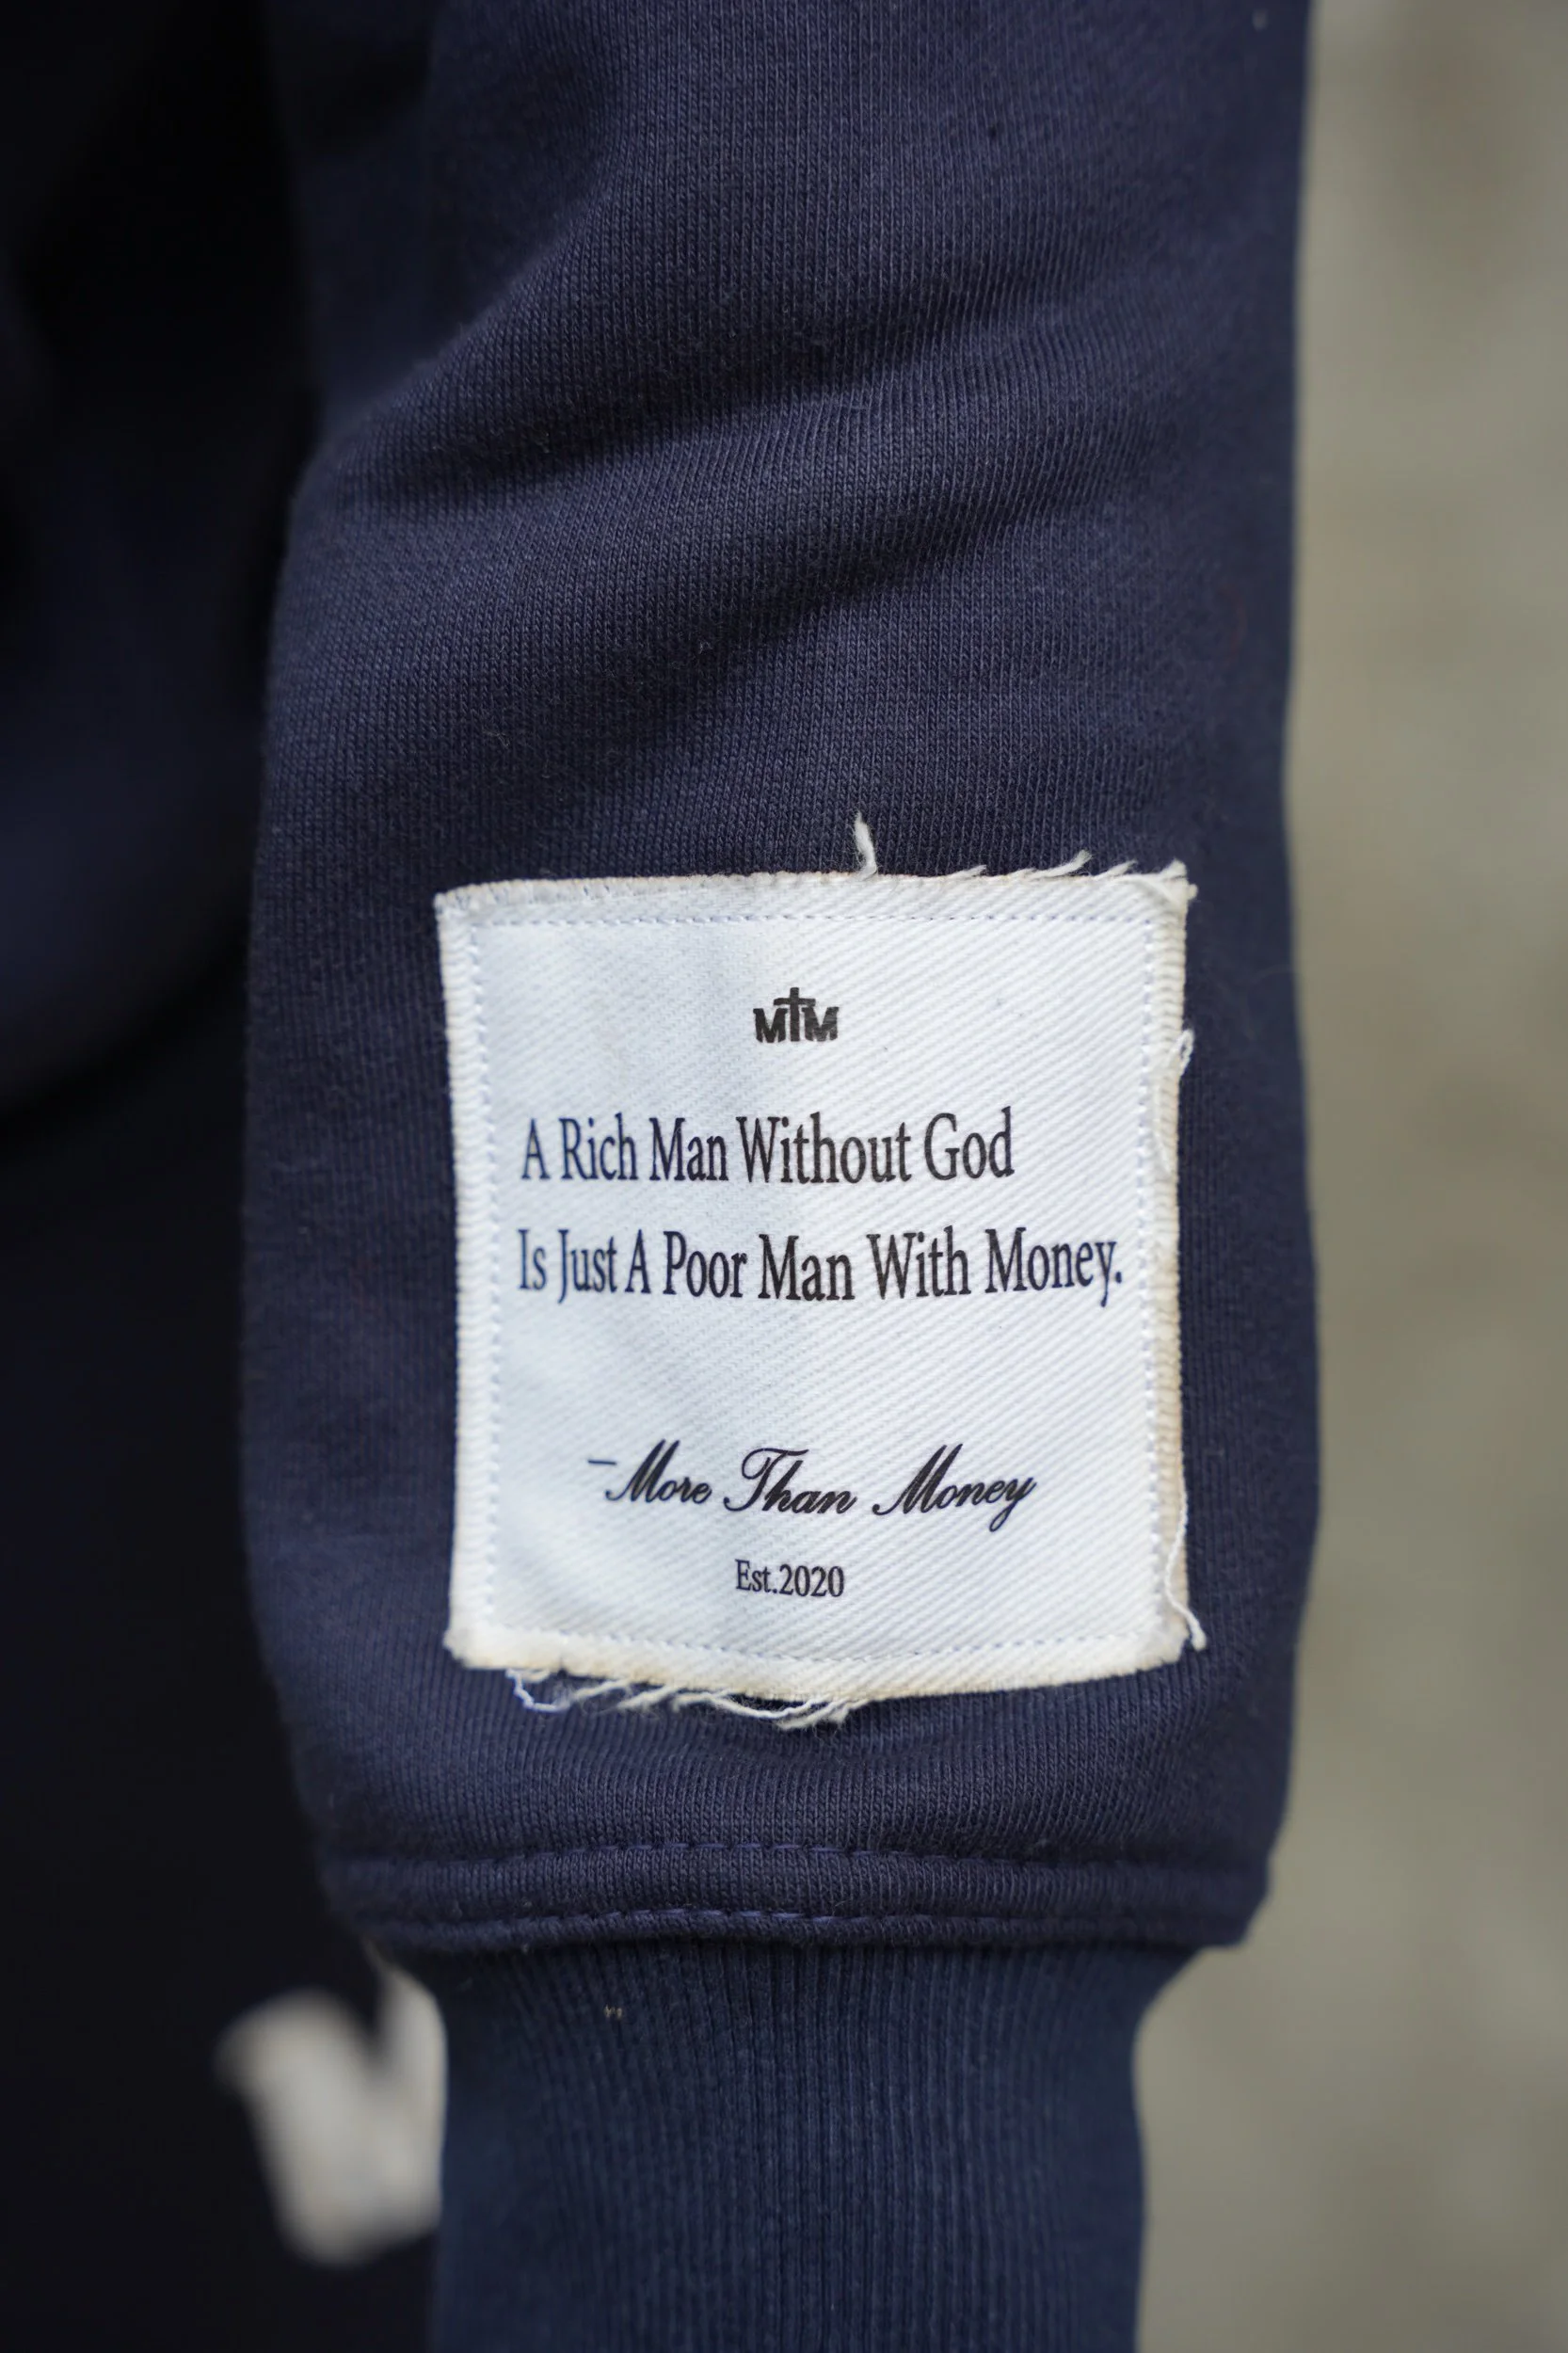 MTM
A Rich Man Without God
Is Just A Poor Man With Money.
–More Than Money
Est.2020